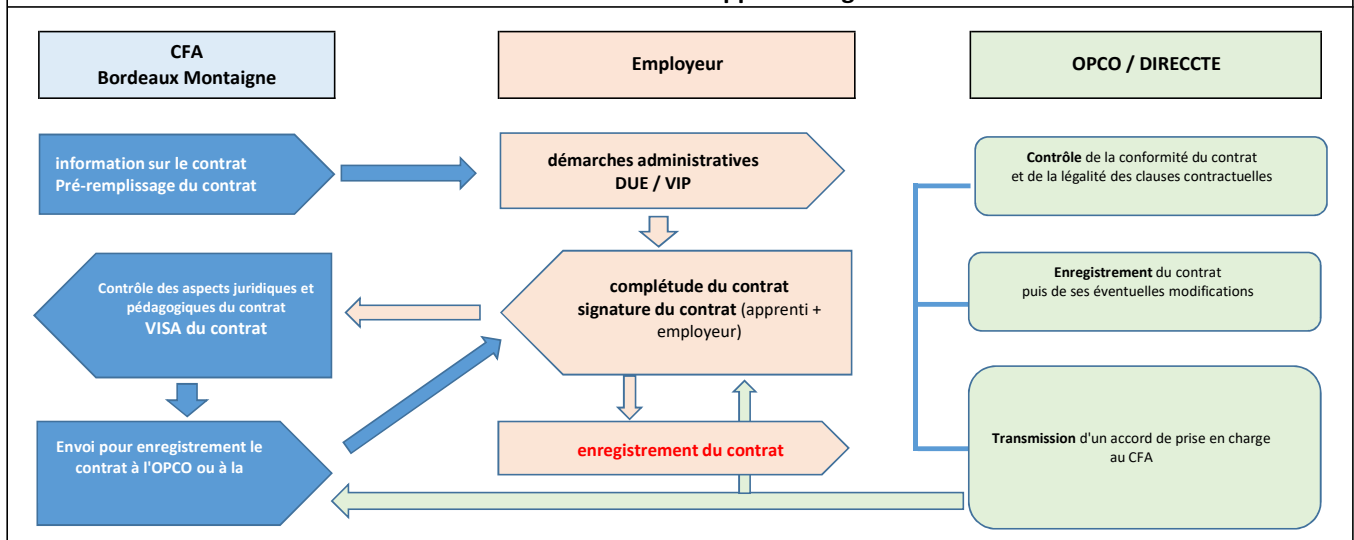 CFA
Bordeaux Montaigne
Employeur
OPCO / DIRECCTE
information sur le contrat
Pré-remplissage du contrat
démarches administratives
DUE / VIP
Contrôle de la conformité du contrat
et de la légalité des clauses contractuelles
Contrôle des aspects juridiques et
pédagogiques du contrat
VISA du contrat
complétude du contrat
signature du contrat (apprenti +
employeur)
Enregistrement du contrat
puis de ses éventuelles modifications
Envoi pour enregistrement le
contrat à l'OPCO ou à la
enregistrement du contrat
Transmission d'un accord de prise en charge
au CFA